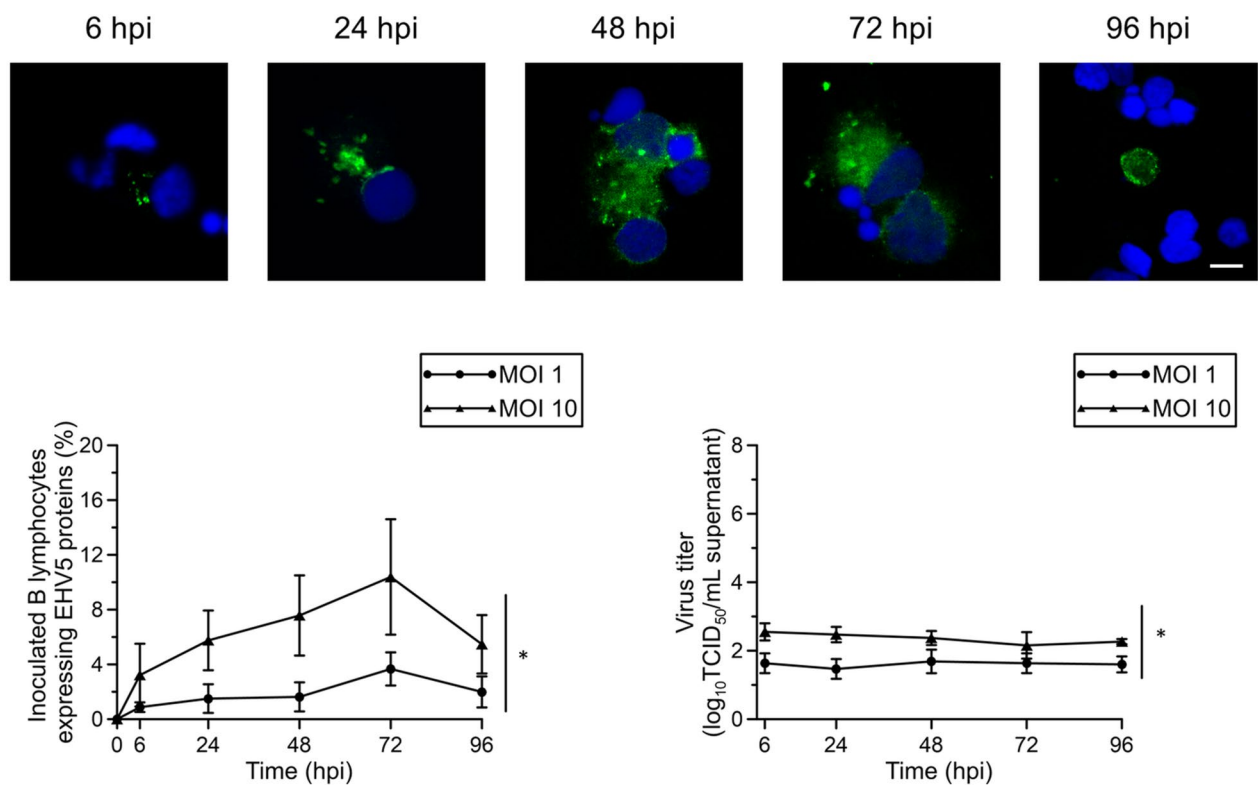 6 hpi 24 hpi 48 hpi 72 hpi 96 hpi
MOI 1
MOI 10
Inoculated B lymphocytes
expressing EHV5 proteins (%)
20
16
12
8
4
0
0 6 24 48 72 96
Time (hpi)
*
MOI 1
MOI 10
Virus titer
(log₁₀TCID₅₀/mL supernatant)
8
6
4
2
0
6 24 48 72 96
Time (hpi)
*